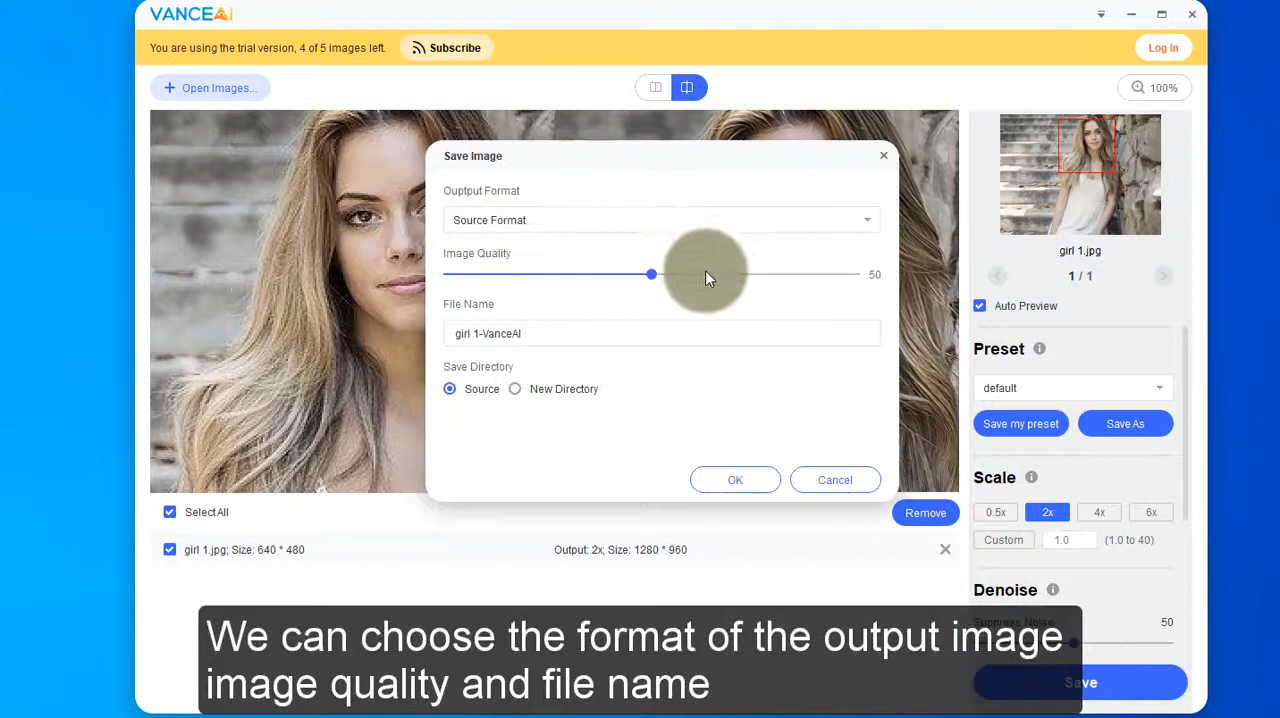 VANCEAI
You are using the trial version, 4 of 5 images left.
Subscribe
Log In
Open Images...
100%
Save Image
Ouptput Format
Source Format
Image Quality
50
File Name
girl 1-VanceAI
Save Directory
Source
New Directory
OK
Cancel
girl 1.jpg
1 / 1
Auto Preview
Preset
default
Save my preset
Save As
Scale
0.5x
2x
4x
6x
Custom
1.0
(1.0 to 40)
Denoise
Suppress Noise
50
Save
Select All
Remove
girl 1.jpg; Size: 640 * 480
Output: 2x, Size: 1280 * 960
We can choose the format of the output image
image quality and file name